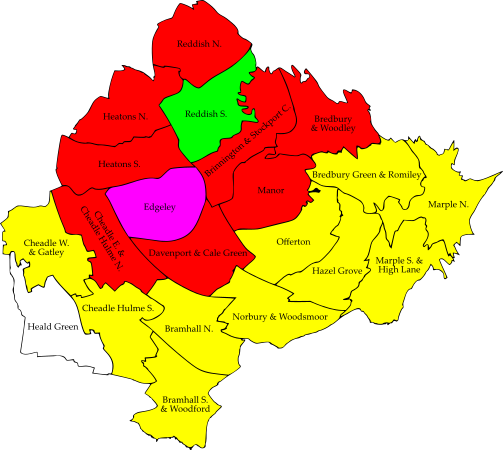 Reddish N.
Reddish S.
Heatons N.
Brinnington & Stockport C.
Bredbury
& Woodley
Heatons S.
Bredbury Green & Romiley
Manor
Edgeley
Marple N.
Cheadle E. &
Cheadle Hulme N.
Cheadle W.
& Gatley
Davenport & Cale Green
Offerton
Hazel Grove
Marple S. &
High Lane
Cheadle Hulme S.
Norbury & Woodsmoor
Heald Green
Bramhall N.
Bramhall S.
& Woodford